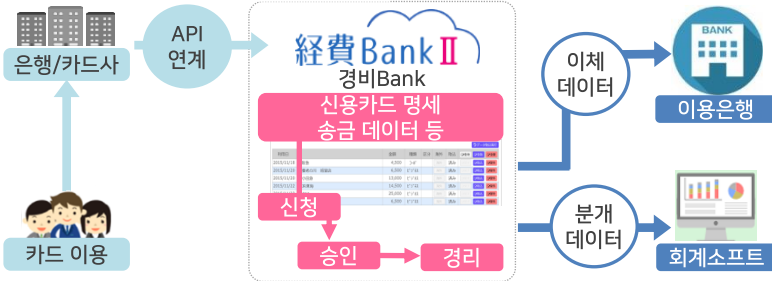 은행/카드사
API
연계
카드 이용
経費BankⅡ
경비Bank
신용카드 명세
송금 데이터 등
신청
승인
경리
이체
데이터
BANK
이용은행
분개
데이터
회계소프트